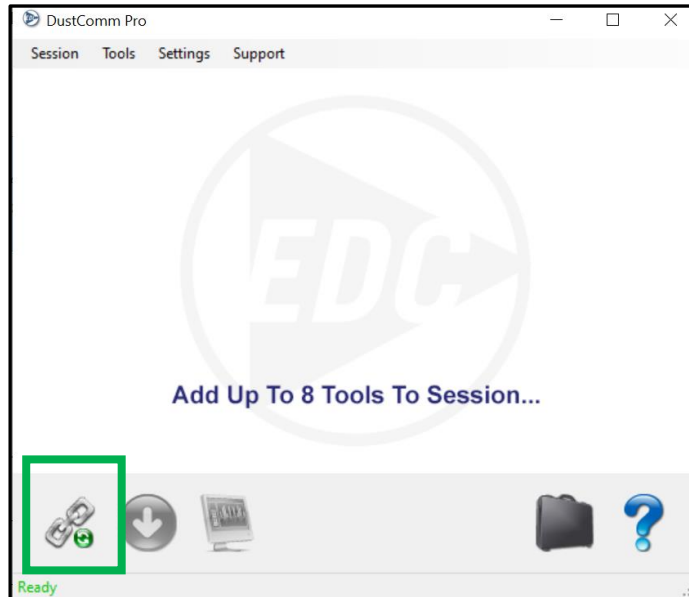 DustComm Pro
Session Tools Settings Support
EDC
Add Up To 8 Tools To Session...
Ready